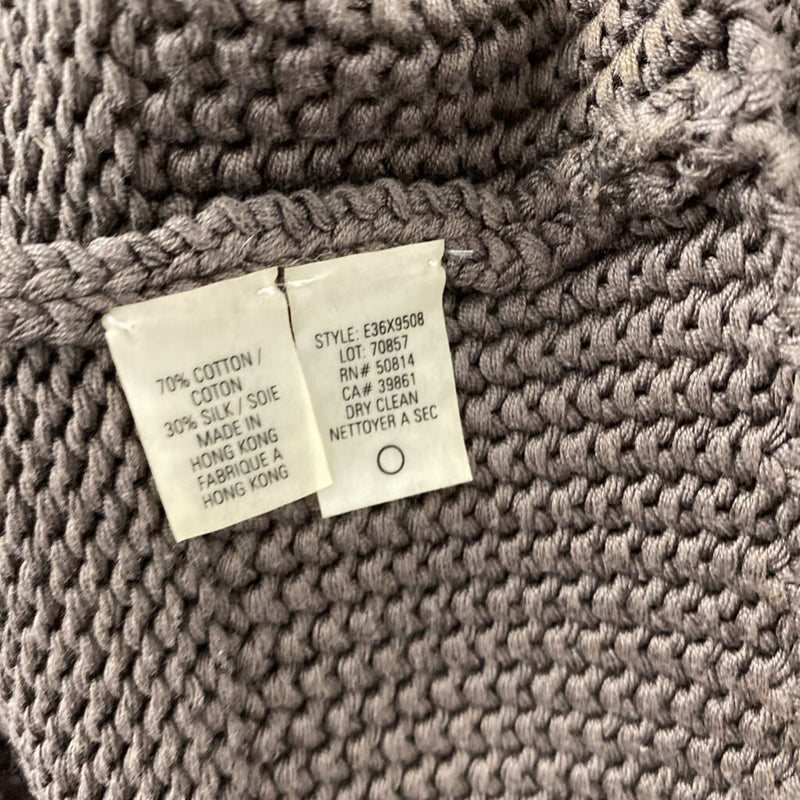 70% COTTON /
COTON
30% SILK / SOIE
MADE IN
HONG KONG
FABRIQUE A
HONG KONG
STYLE: E36X9508
LOT: 70857
RN# 50814
CA# 39861
DRY CLEAN
NETTOYER A SEC